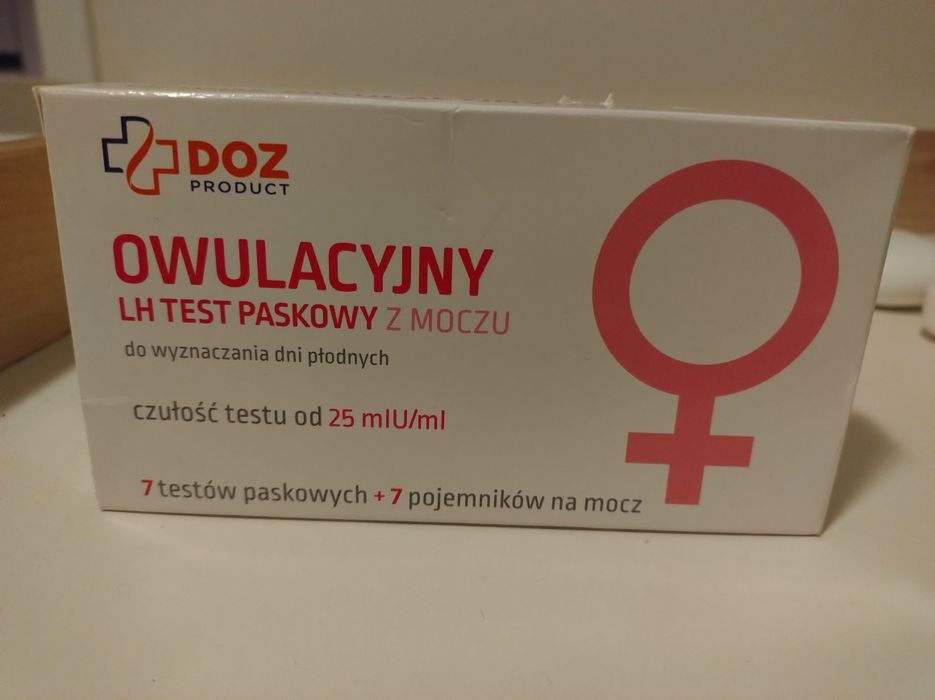 DOZ
PRODUCT
OWULACYJNY
LH TEST PASKOWY Z MOCZU
do wyznaczania dni płodnych
czułość testu od 25 mIU/ml
7 testów paskowych + 7 pojemników na mocz